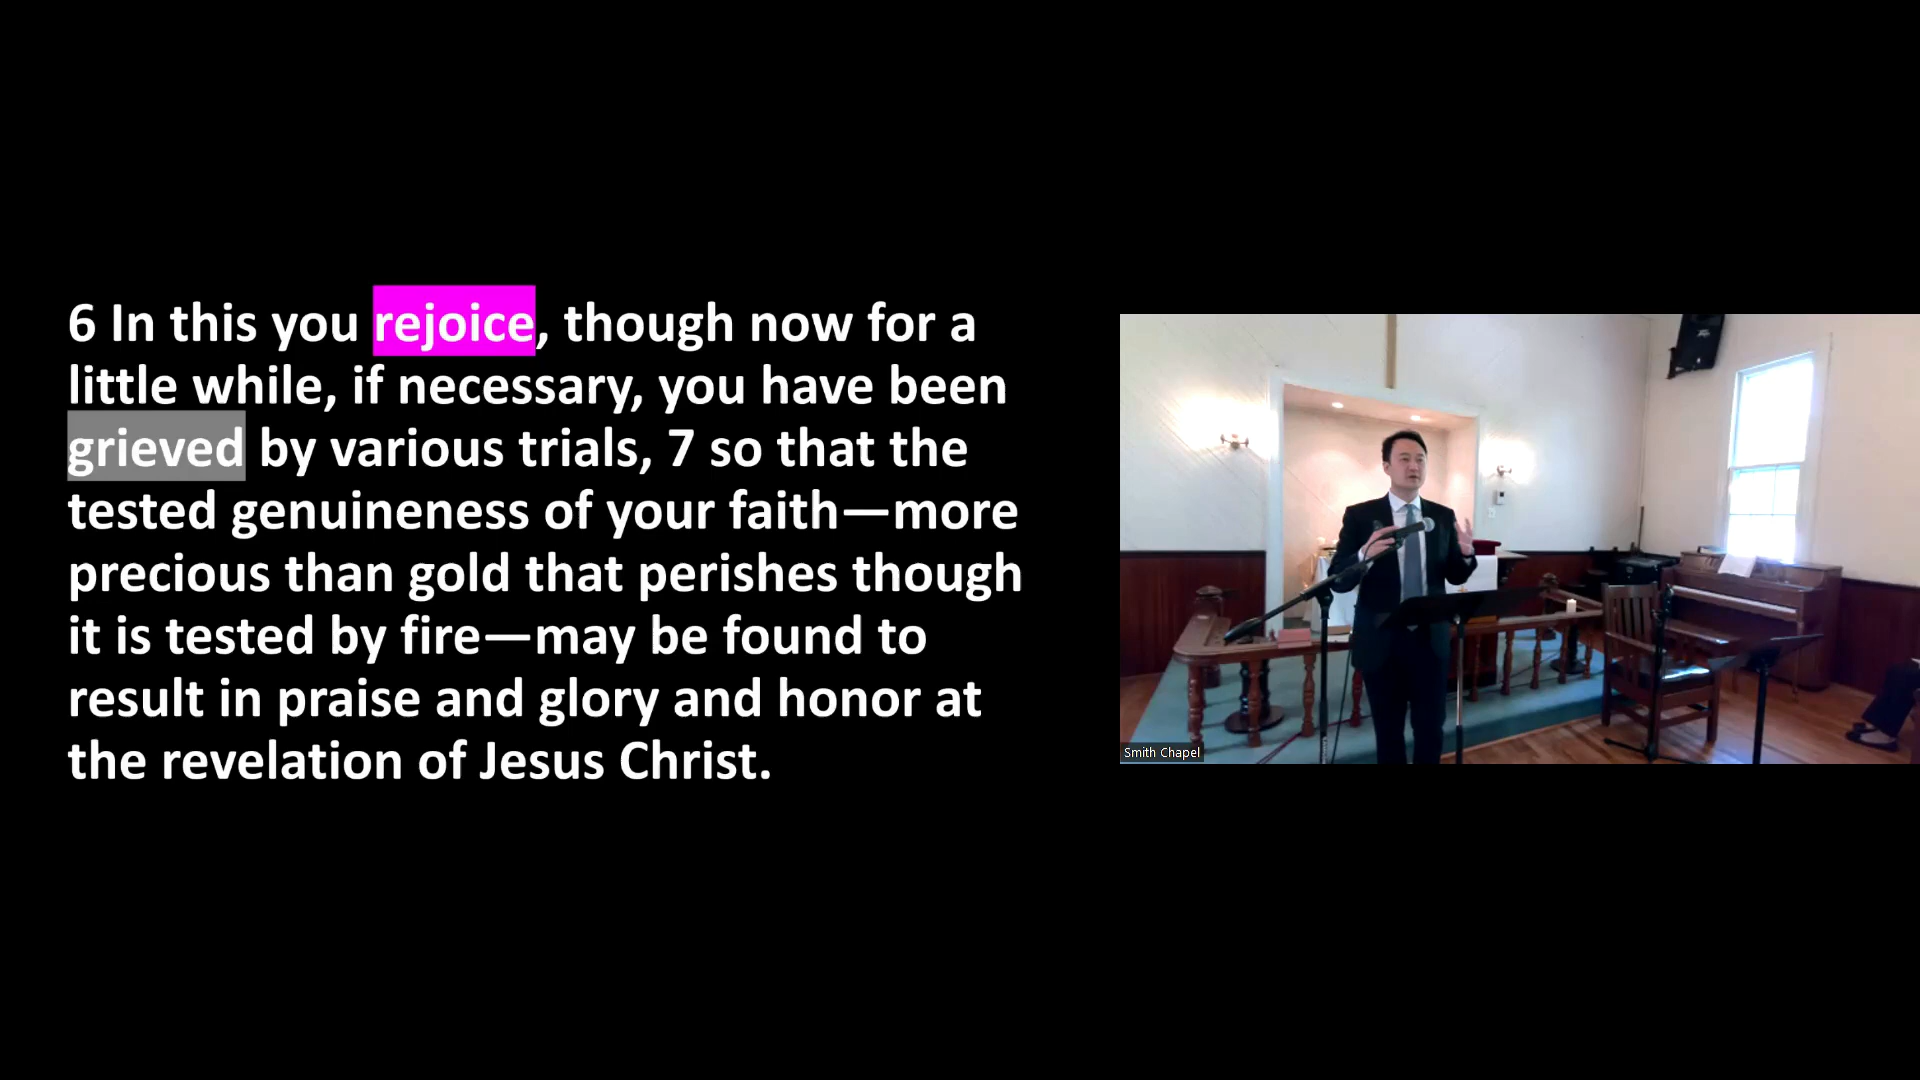 6 In this you rejoice, though now for a
little while, if necessary, you have been
grieved by various trials, 7 so that the
tested genuineness of your faith—more
precious than gold that perishes though
it is tested by fire—may be found to
result in praise and glory and honor at
the revelation of Jesus Christ.
Smith Chapel